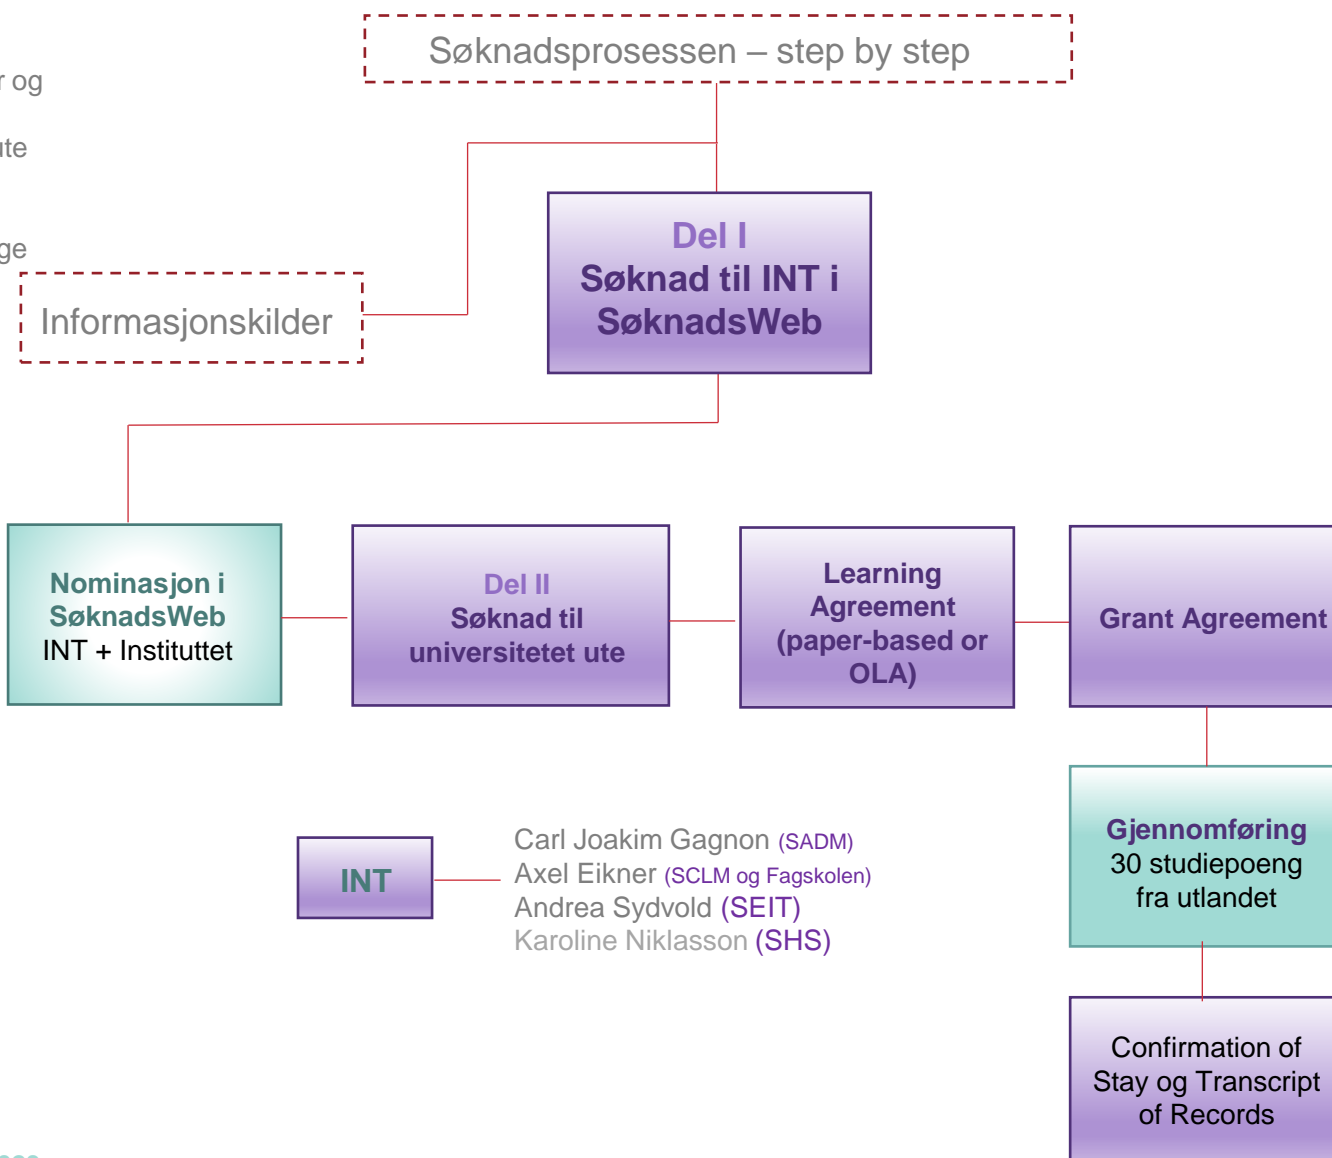 Søknadsprosessen – step by step
og
ute
Informasjonskilder
Del I
Søknad til INT i
SøknadsWeb
Nominasjon i
SøknadsWeb
INT + Instituttet
Del II
Søknad til
universitetet ute
Learning
Agreement
(paper-based or
OLA)
Grant Agreement
Gjennomføring
30 studiepoeng
fra utlandet
INT
Carl Joakim Gagnon (SADM)
Axel Eikner (SCLM og Fagskolen)
Andrea Sydvold (SEIT)
Karoline Niklasson (SHS)
Confirmation of
Stay og Transcript
of Records